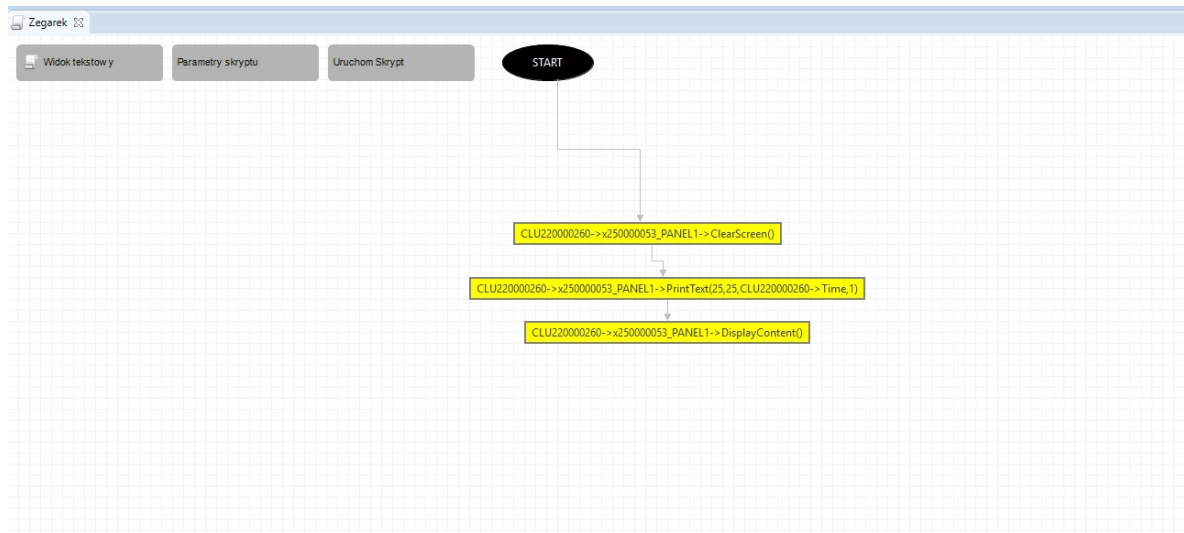 Zegarek
Widok tekstowy
Parametry skryptu
Uruchom Skrypt
START
CLU220000260->x250000053_PANEL1->ClearScreen()
CLU220000260->x250000053_PANEL1->PrintText(25,25,CLU220000260->Time,1)
CLU220000260->x250000053_PANEL1->DisplayContent()